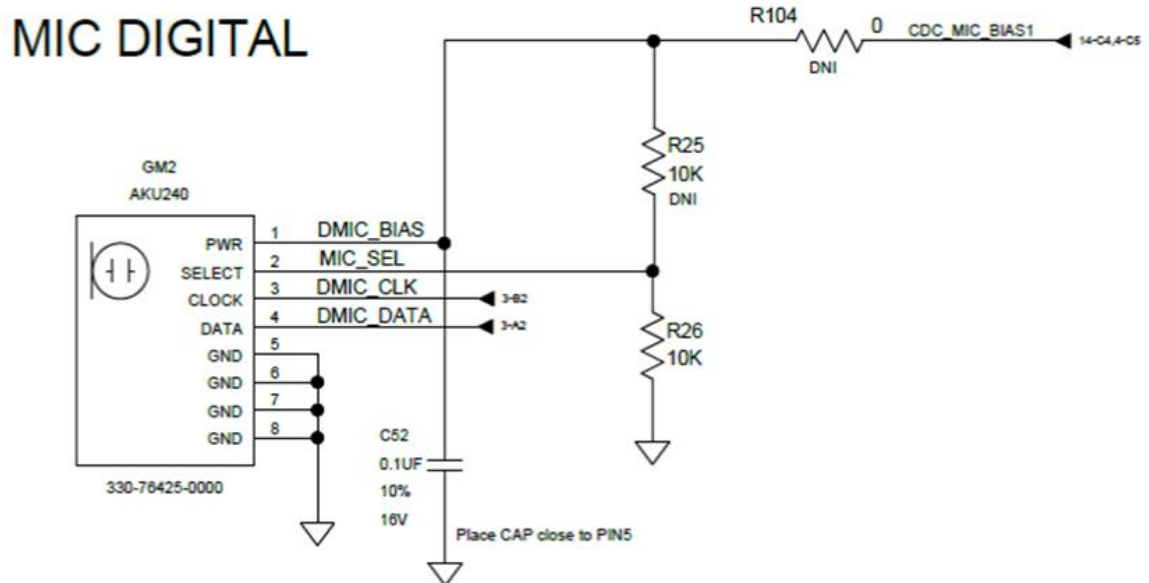 MIC DIGITAL
R104
0
CDC_MIC_BIAS1
14-C4,4-C5
DNI
R25
10K
DNI
GM2
AKU240
PWR
1
DMIC_BIAS
SELECT
2
MIC_SEL
CLOCK
3
DMIC_CLK
3-B2
DATA
4
DMIC_DATA
3-A2
GND
5
GND
6
GND
7
GND
8
R26
10K
C52
0.1UF
10%
16V
330-76425-0000
Place CAP close to PIN5